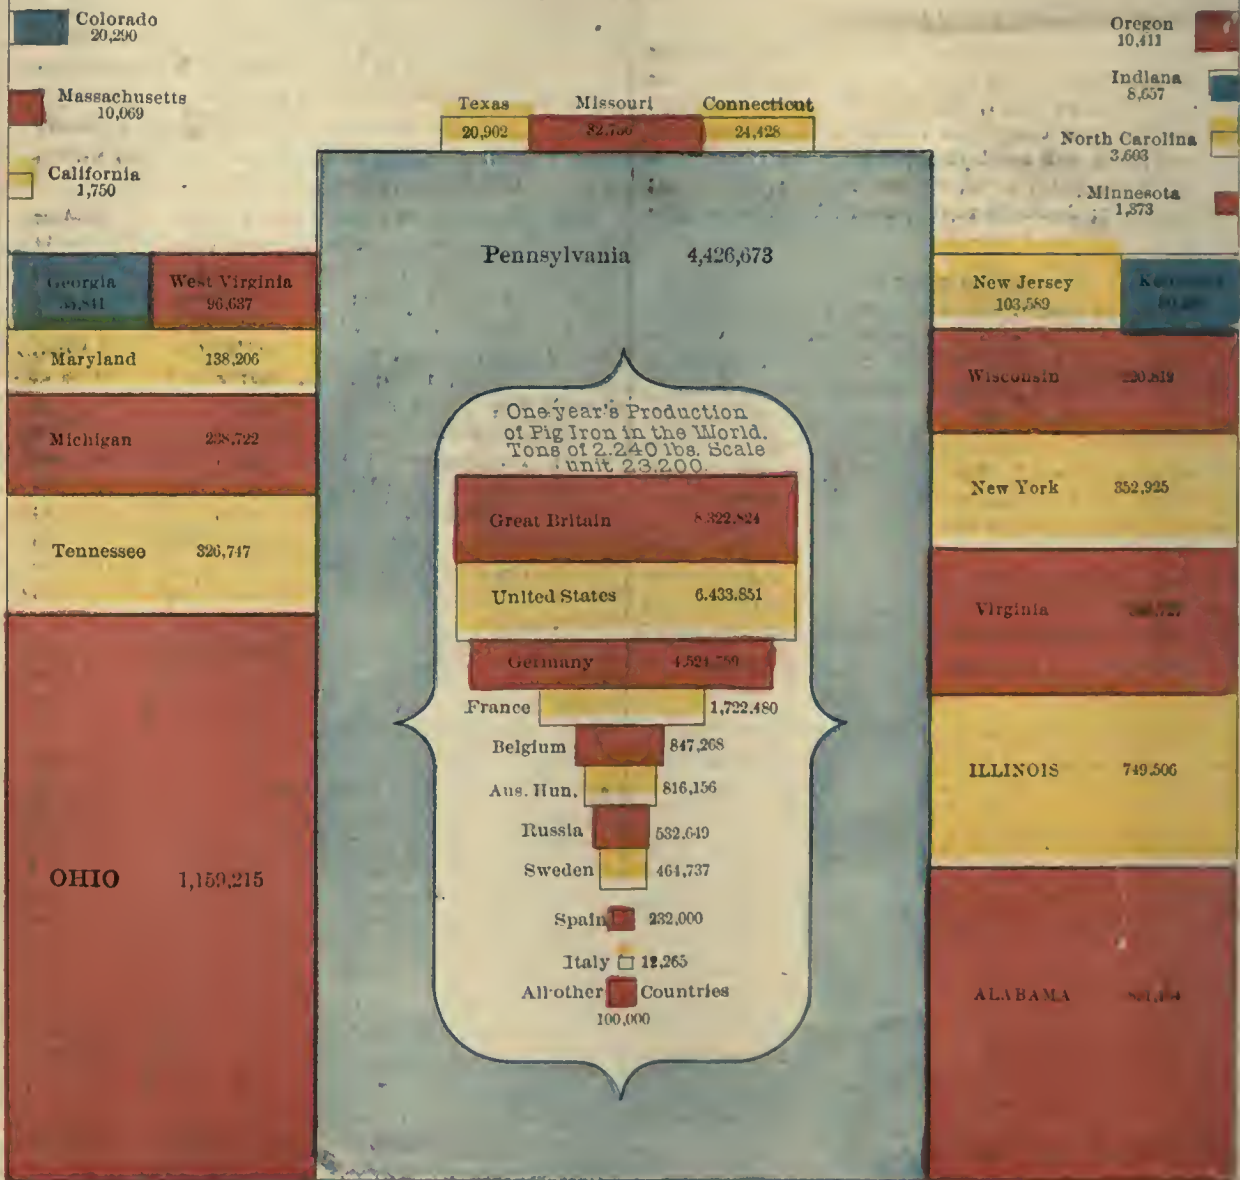 Colorado
20,290
Massachusetts
10,069
California
1,750
Oregon
10,411
Indiana
8,657
North Carolina
3,603
Minnesota
1,373
Texas
20,902
Missouri
Connecticut
24,428
Pennsylvania 4,426,673
Georgia
West Virginia
96,637
Maryland 138,206
Michigan
Tennessee 326,747
OHIO 1,159,215
New Jersey
103,589
Wisconsin 220,819
New York 352,925
Virginia
ILLINOIS 749,506
ALABAMA
One year's Production
of Pig Iron in the World.
Tons of 2.240 lbs. Scale
unit 23.200.
Great Britain 8.322.824
United States 6.433.851
Germany
France 1,722.480
Belgium 847,268
Aus. Hun. 816,156
Russia 532,649
Sweden 464,737
Spain 232,000
Italy 12,265
All other Countries
100,000